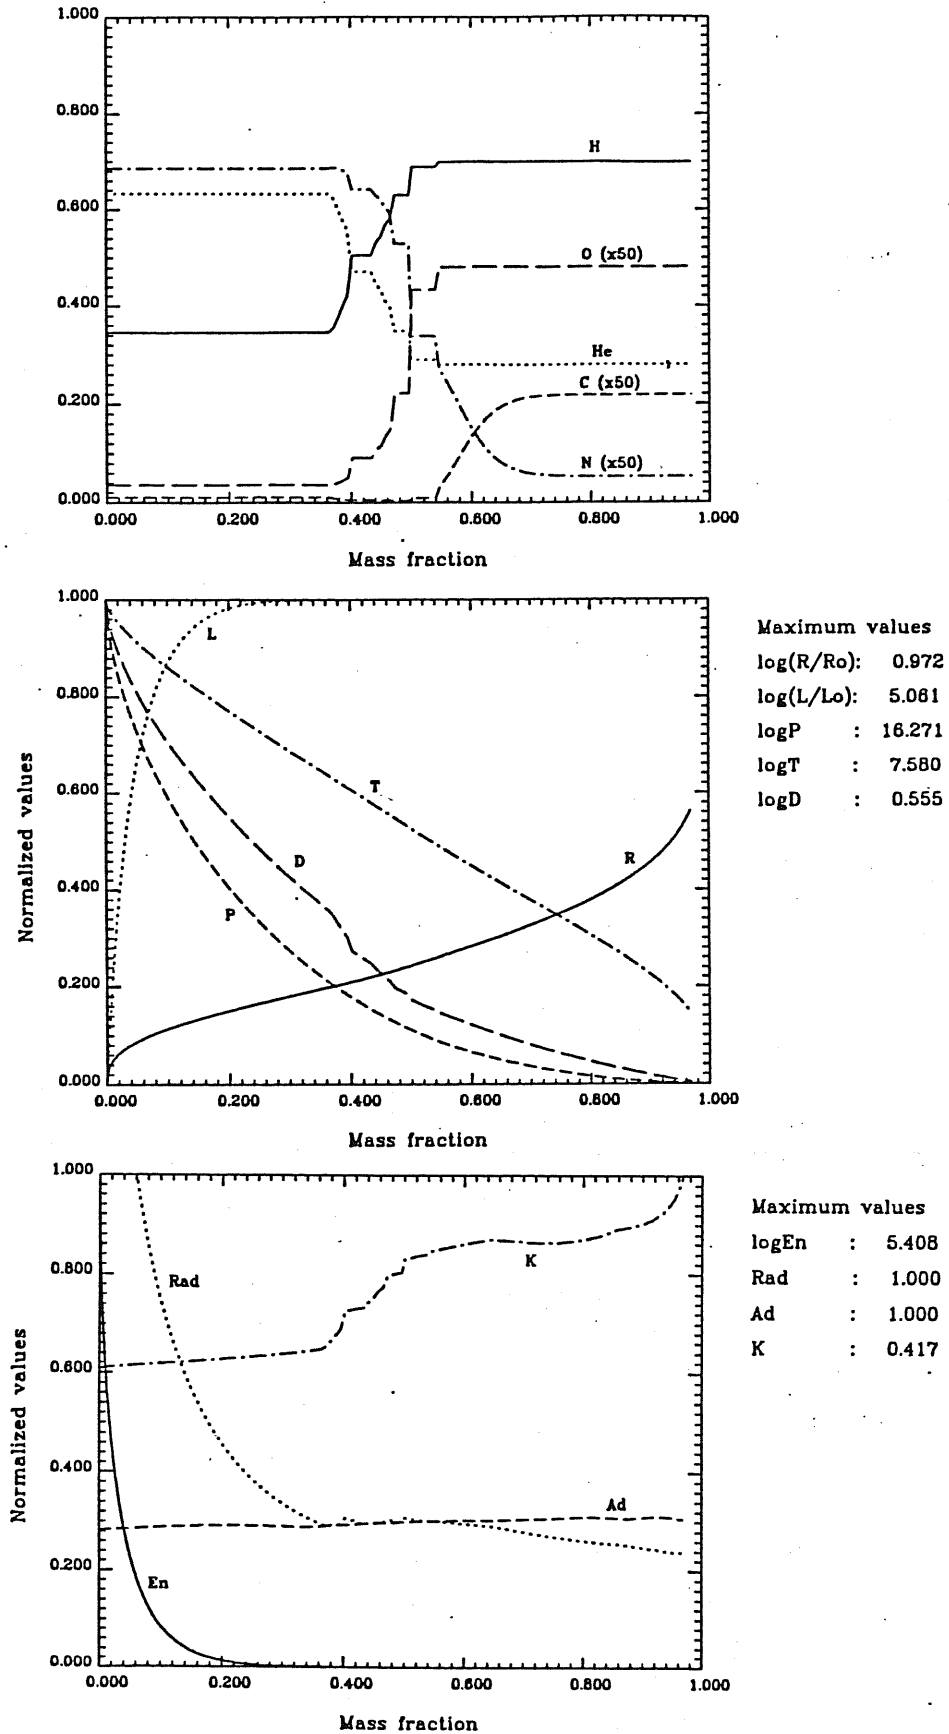 1.000
0.800
0.600
0.400
0.200
0.000
H
O (x50)
He
C (x50)
N (x50)
0.000 0.200 0.400 0.600 0.800 1.000
Mass fraction
1.000
0.800
0.600
0.400
0.200
0.000
Normalized values
L
T
D
P
R
0.000 0.200 0.400 0.600 0.800 1.000
Mass fraction
Maximum values
log(R/Ro): 0.972
log(L/Lo): 5.061
logP : 16.271
logT : 7.580
logD : 0.555
1.000
0.800
0.600
0.400
0.200
0.000
Normalized values
Rad
K
Ad
En
0.000 0.200 0.400 0.600 0.800 1.000
Mass fraction
Maximum values
logEn : 5.408
Rad : 1.000
Ad : 1.000
K : 0.417